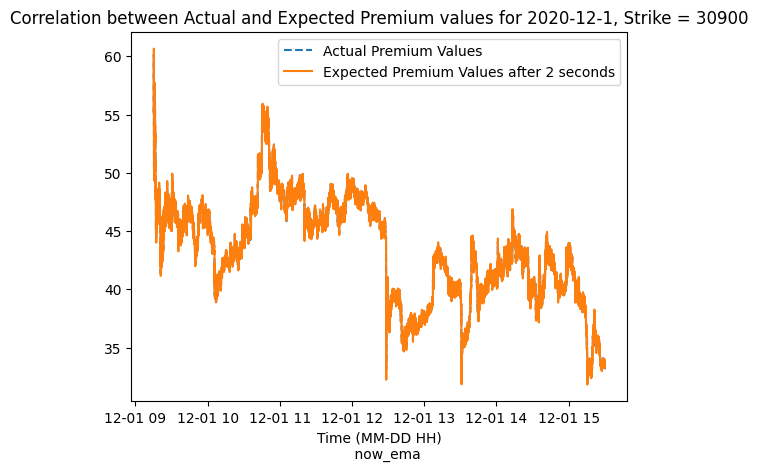 Correlation between Actual and Expected Premium values for 2020-12-1, Strike = 30900
Actual Premium Values
Expected Premium Values after 2 seconds
60
55
50
45
40
35
12-01 09 12-01 10 12-01 11 12-01 12 12-01 13 12-01 14 12-01 15
Time (MM-DD HH)
now_ema